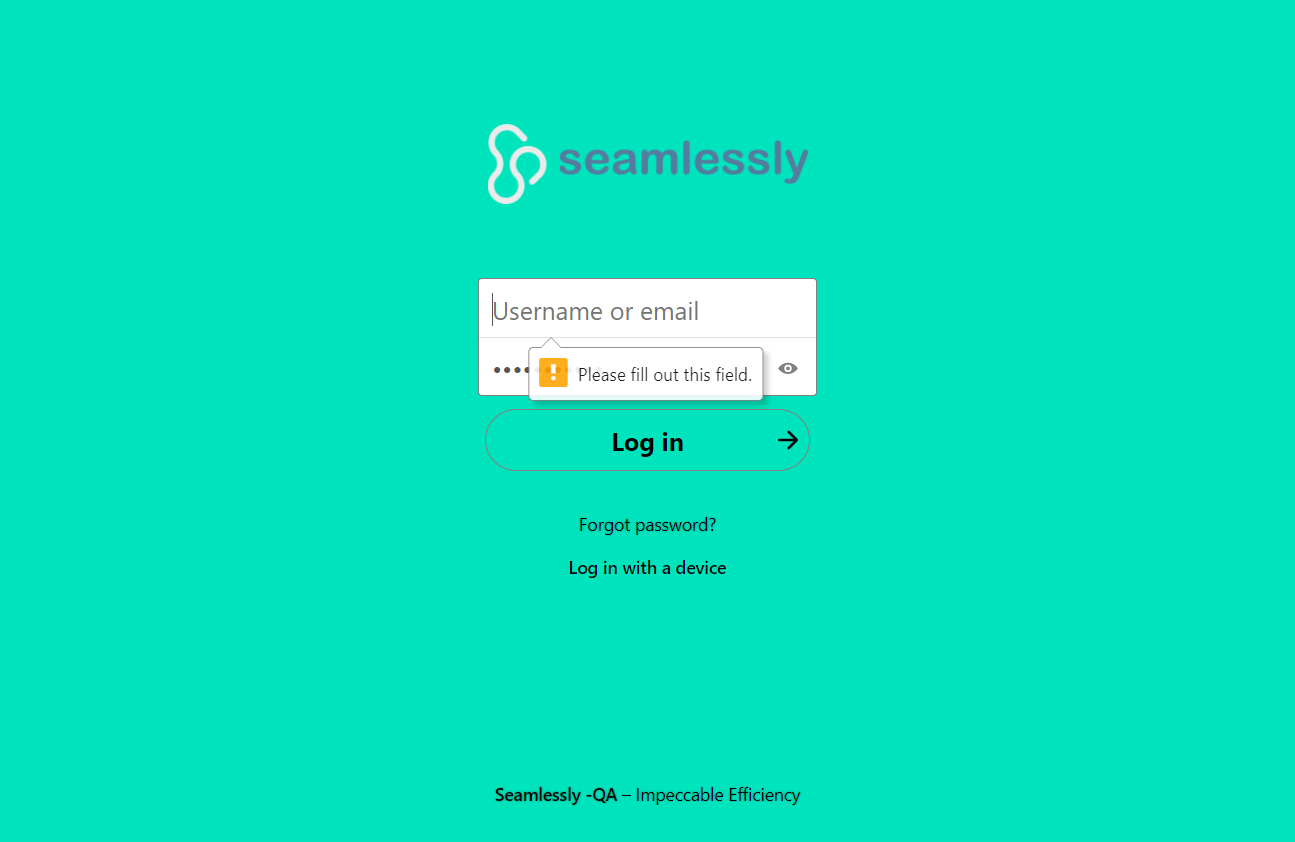 seamlessly
Username or email
Please fill out this field.
Log in
Forgot password?
Log in with a device
Seamlessly -QA – Impeccable Efficiency